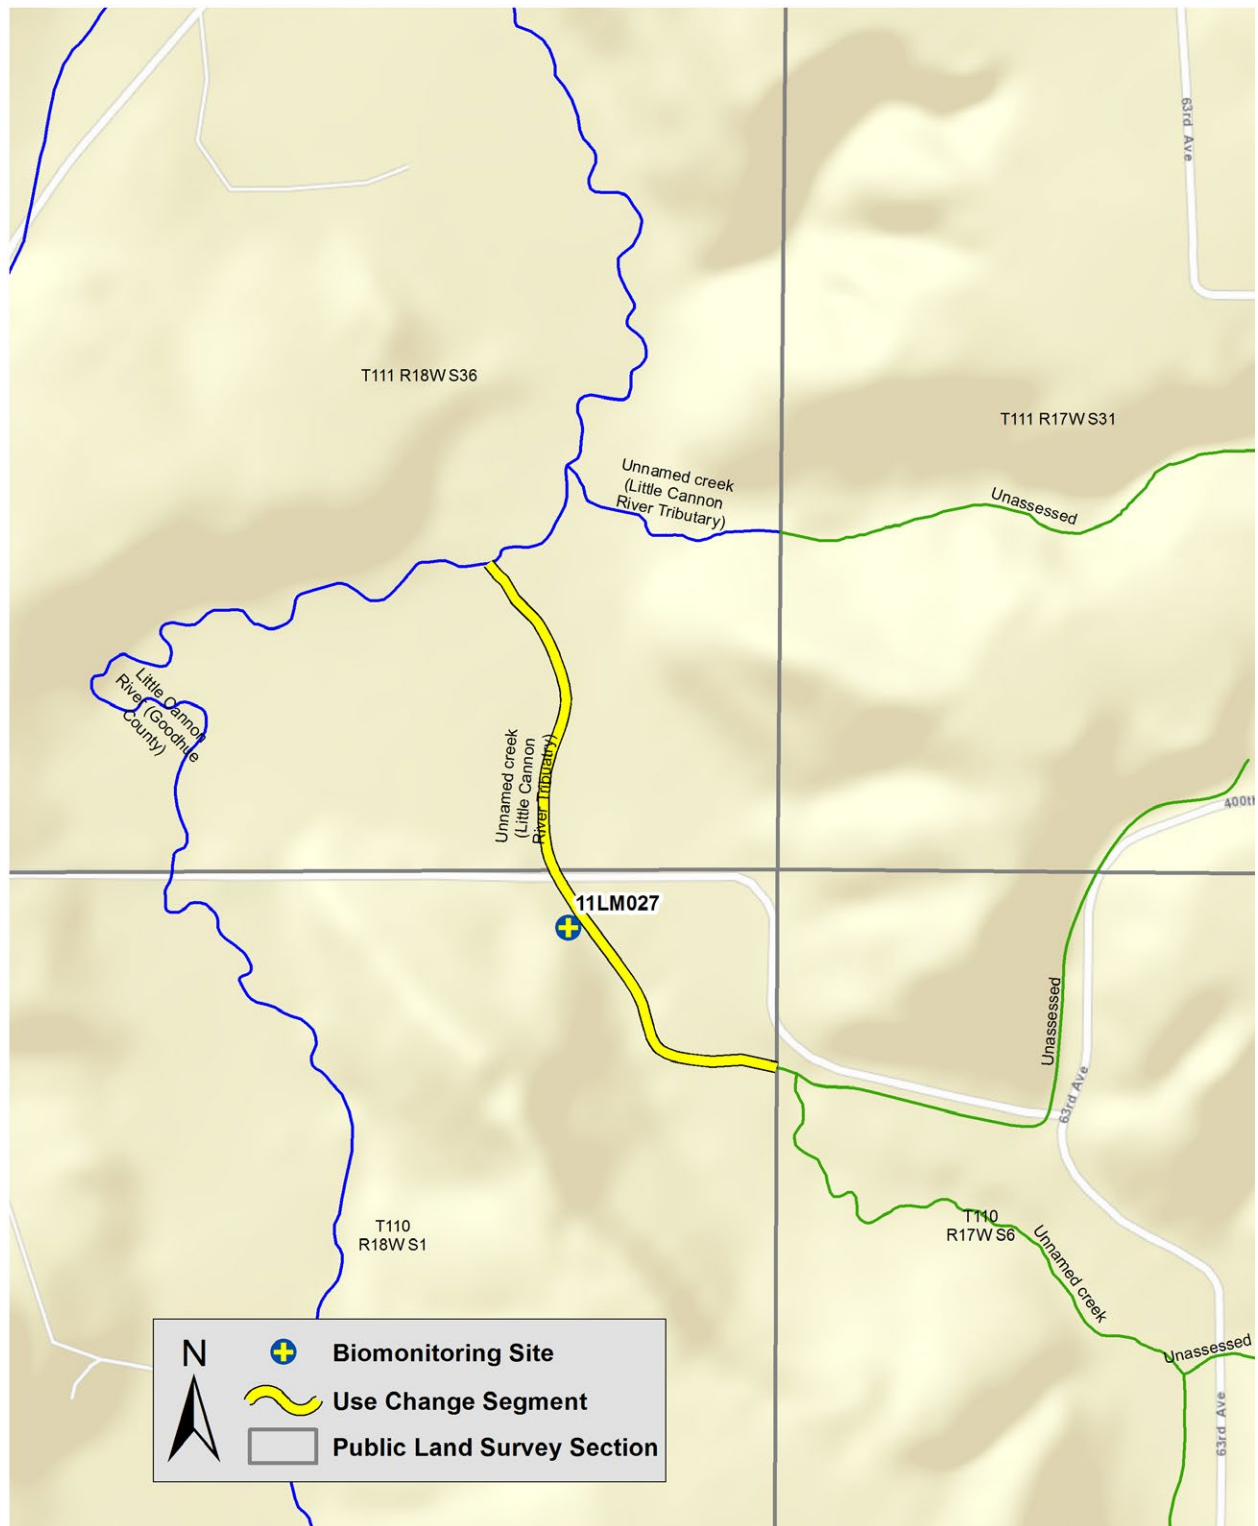 63rd Ave
T111 R18W S36
T111 R17W S31
Unnamed creek
(Little Cannon
River Tributary)
Unassessed
Little Cannon
River (Goodhue
County)
Unnamed creek
(Little Cannon
River Tribuatry)
400th
11LM027
Unassessed
63rd Ave
T110
R18W S1
T110
R17W S6
Unnamed creek
Unassessed
63rd Ave
N
Biomonitoring Site
Use Change Segment
Public Land Survey Section